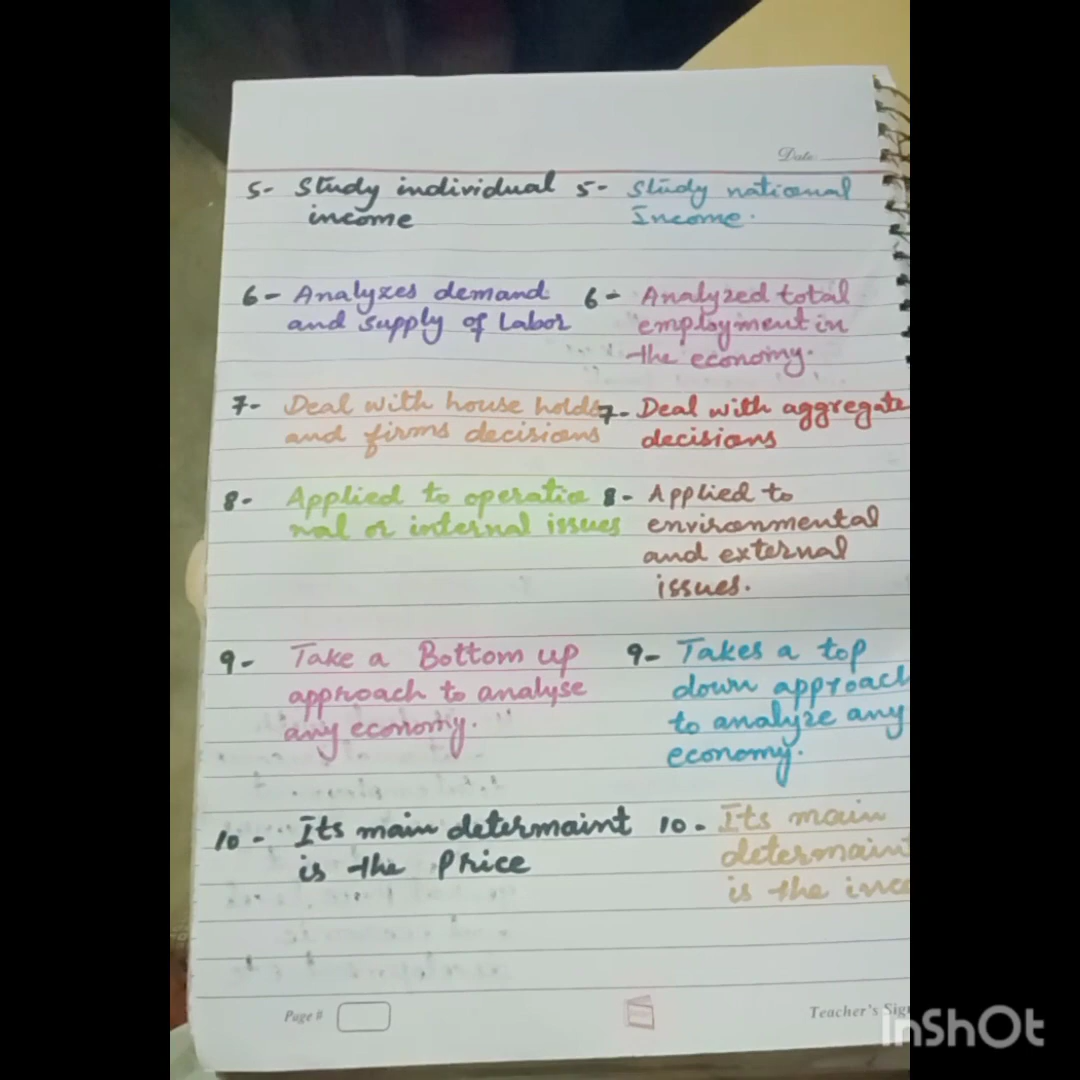 Date
5- Study individual
income
5- Study national
Income.
6- Analyzes demand
and supply of Labor
6- Analyzed total
employment in
the economy.
7- Deal with house holds
and firms decisions
7- Deal with aggregate
decisions
8- Applied to operatio
nal or internal issues
8- Applied to
environmental
and external
issues.
9- Take a Bottom up
approach to analyse
any economy.
9- Takes a top
down approach
to analyze any
economy.
10- Its main determaint
is the Price
10- Its main
determaint
is the
Page #
Teacher's
InShOt